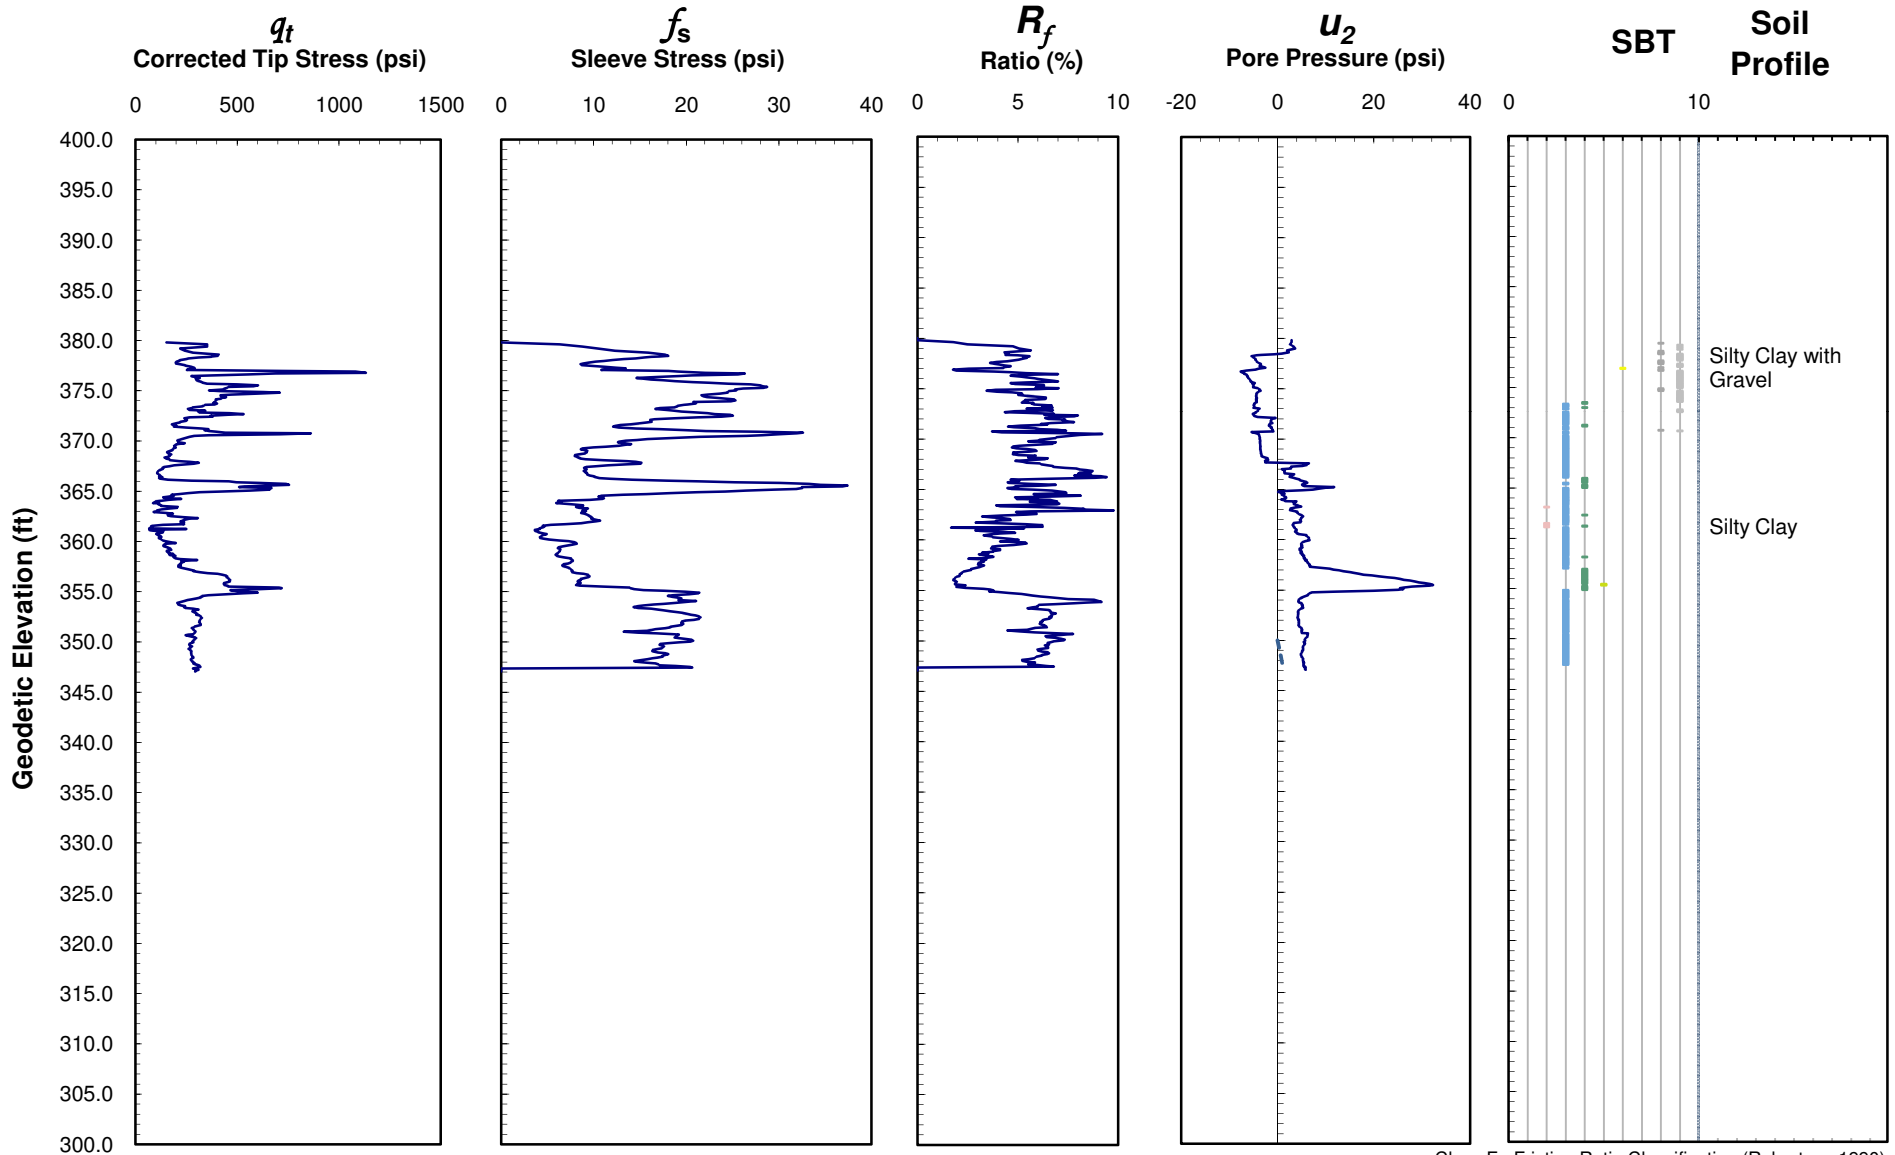 qt
Corrected Tip Stress (psi)
fs
Sleeve Stress (psi)
Rf
Ratio (%)
u2
Pore Pressure (psi)
SBT
Soil
Profile
0 500 1000 1500
0 10 20 30 40
0 5 10
-20 0 20 40
0 10
Geodetic Elevation (ft)
400.0
395.0
390.0
385.0
380.0
375.0
370.0
365.0
360.0
355.0
350.0
345.0
340.0
335.0
330.0
325.0
320.0
315.0
310.0
305.0
300.0
Silty Clay with
Gravel
Silty Clay